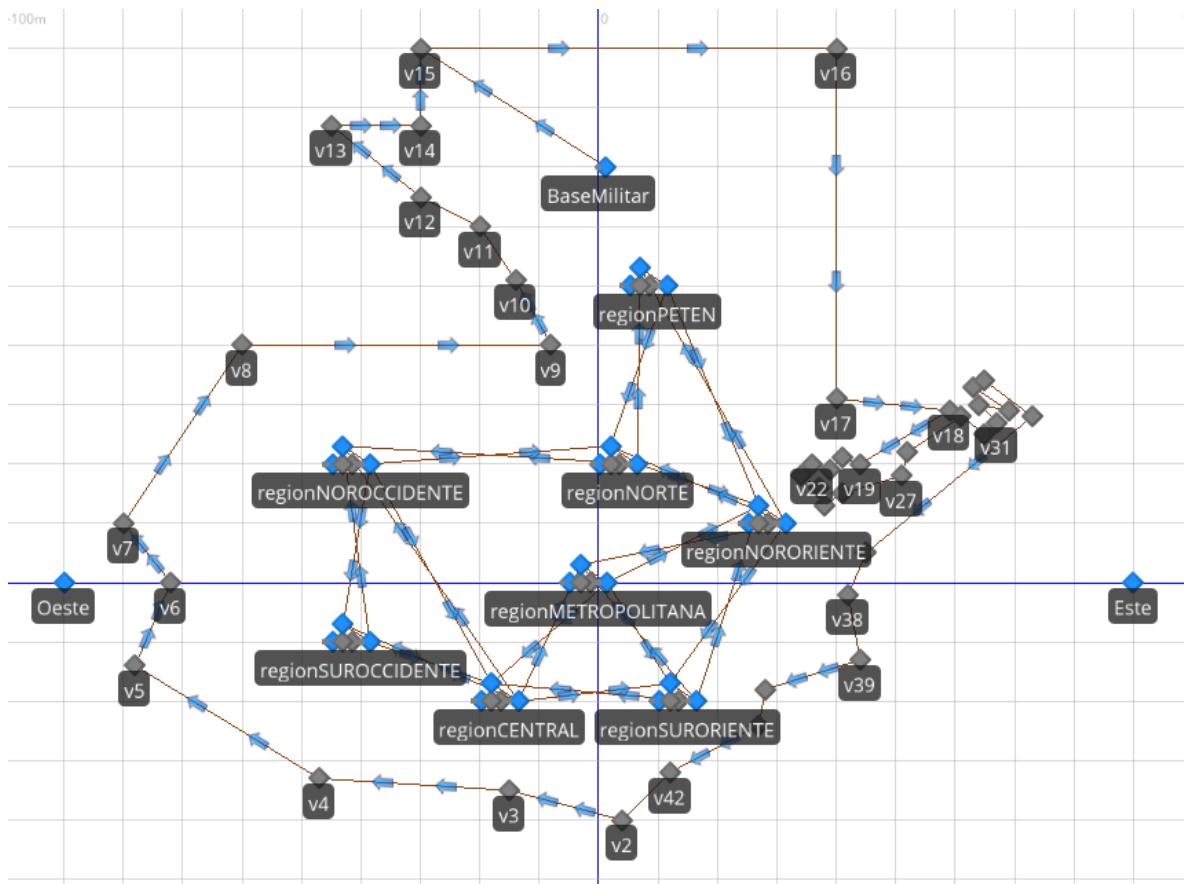 -100m
0
v15
v16
v13
v14
BaseMilitar
v12
v11
v10
regionPETEN
v8
v9
v17
v18
v31
regionNOROCCIDENTE
regionNORTE
v22
v19
v27
v7
regionNORORIENTE
Oeste
v6
regionMETROPOLITANA
v38
Este
v5
regionSUROCCIDENTE
v39
regionCENTRAL
regionSURORIENTE
v4
v3
v42
v2